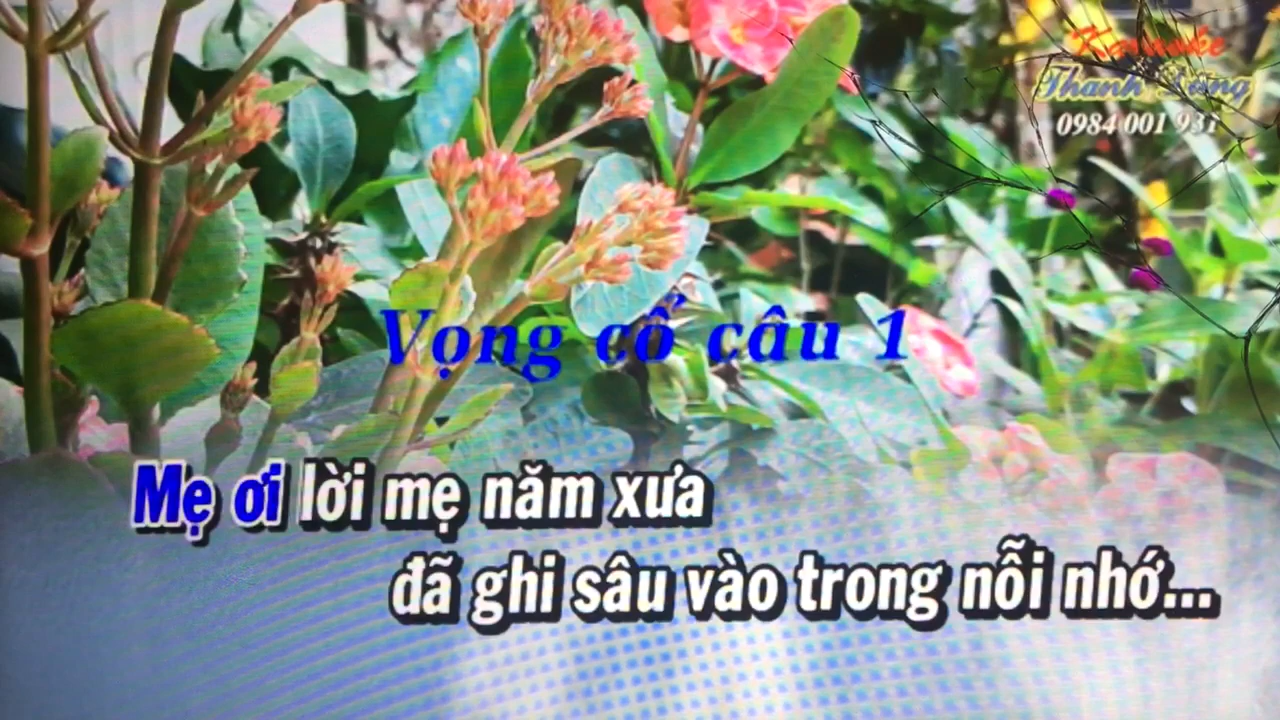 Karaoke
Thanh Long
0984 001 931
Vọng cổ câu 1
Mẹ ơi lời mẹ năm xưa
đã ghi sâu vào trong nỗi nhớ...